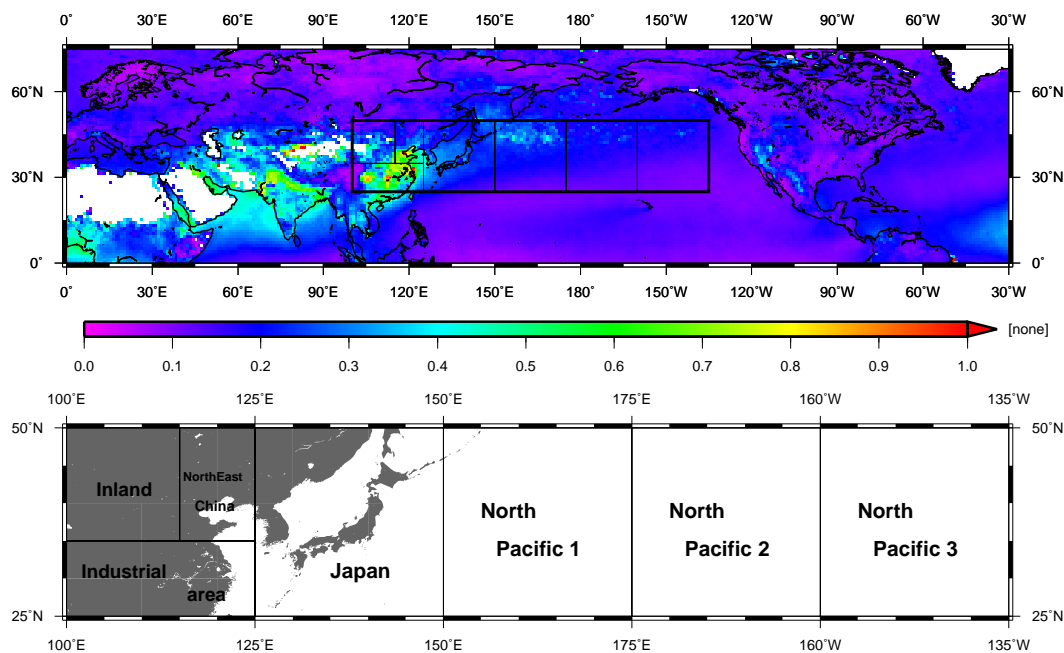 0˚ 30˚E 60˚E 90˚E 120˚E 150˚E 180˚ 150˚W 120˚W 90˚W 60˚W 30˚W
60˚N 60˚N
30˚N 30˚N
0˚ 0˚
0˚ 30˚E 60˚E 90˚E 120˚E 150˚E 180˚ 150˚W 120˚W 90˚W 60˚W 30˚W
[none]
0.0 0.1 0.2 0.3 0.4 0.5 0.6 0.7 0.8 0.9 1.0
100˚E 125˚E 150˚E 175˚E 160˚W 135˚W
50˚N 50˚N
NorthEast
Inland
China
North North North
Pacific 1 Pacific 2 Pacific 3
Industrial Japan
area
25˚N 25˚N
100˚E 125˚E 150˚E 175˚E 160˚W 135˚W